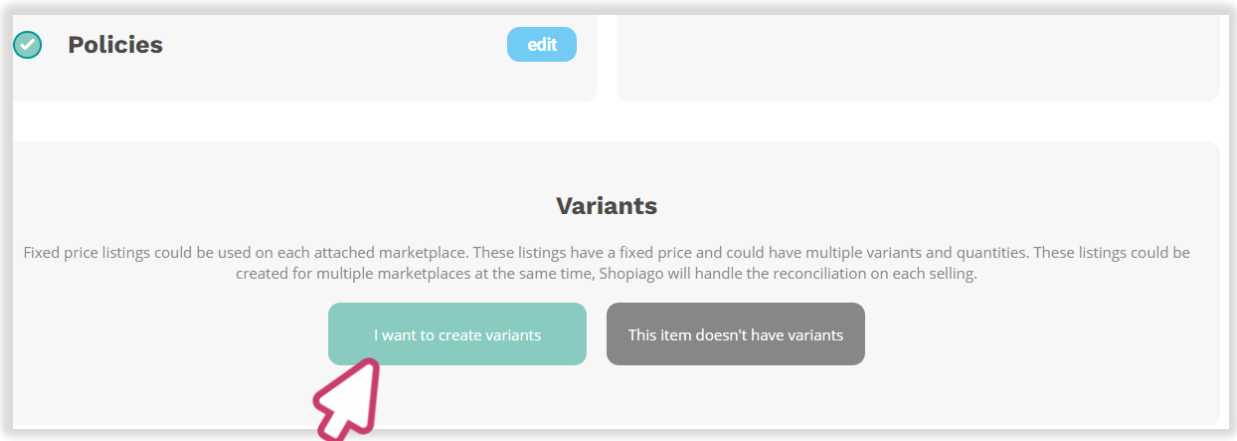 Policies
edit
Variants
Fixed price listings could be used on each attached marketplace. These listings have a fixed price and could have multiple variants and quantities. These listings could be
created for multiple marketplaces at the same time, Shopiago will handle the reconciliation on each selling.
I want to create variants
This item doesn't have variants